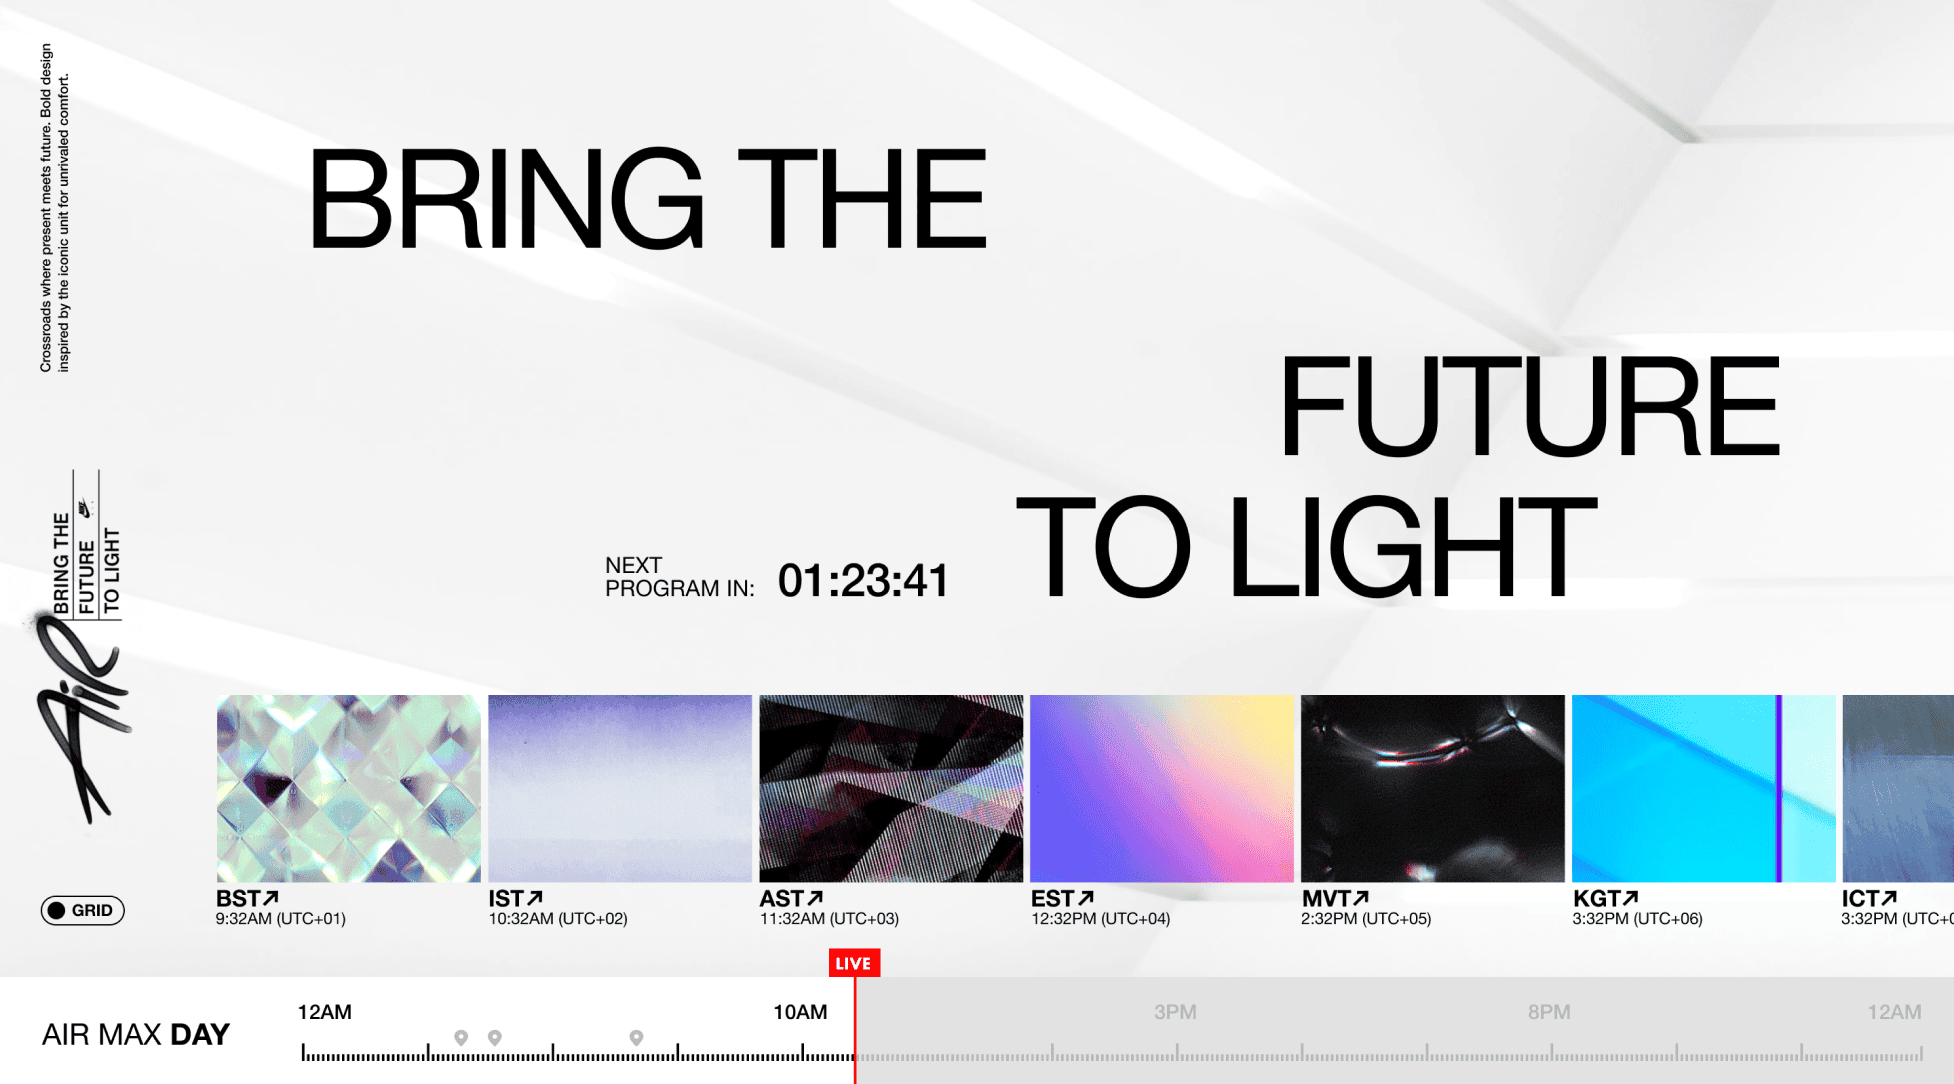 Crossroads where present meets future. Bold design
inspired by the iconic unit for unrivaled comfort.
BRING THE
FUTURE
TO LIGHT
NEXT
PROGRAM IN: 01:23:41
BRING THE
FUTURE
TO LIGHT
AIR
GRID
BST↗
9:32AM (UTC+01)
IST↗
10:32AM (UTC+02)
AST↗
11:32AM (UTC+03)
EST↗
12:32PM (UTC+04)
MVT↗
2:32PM (UTC+05)
KGT↗
3:32PM (UTC+06)
ICT↗
3:32PM (UTC+
LIVE
AIR MAX DAY
12AM
10AM
3PM
8PM
12AM